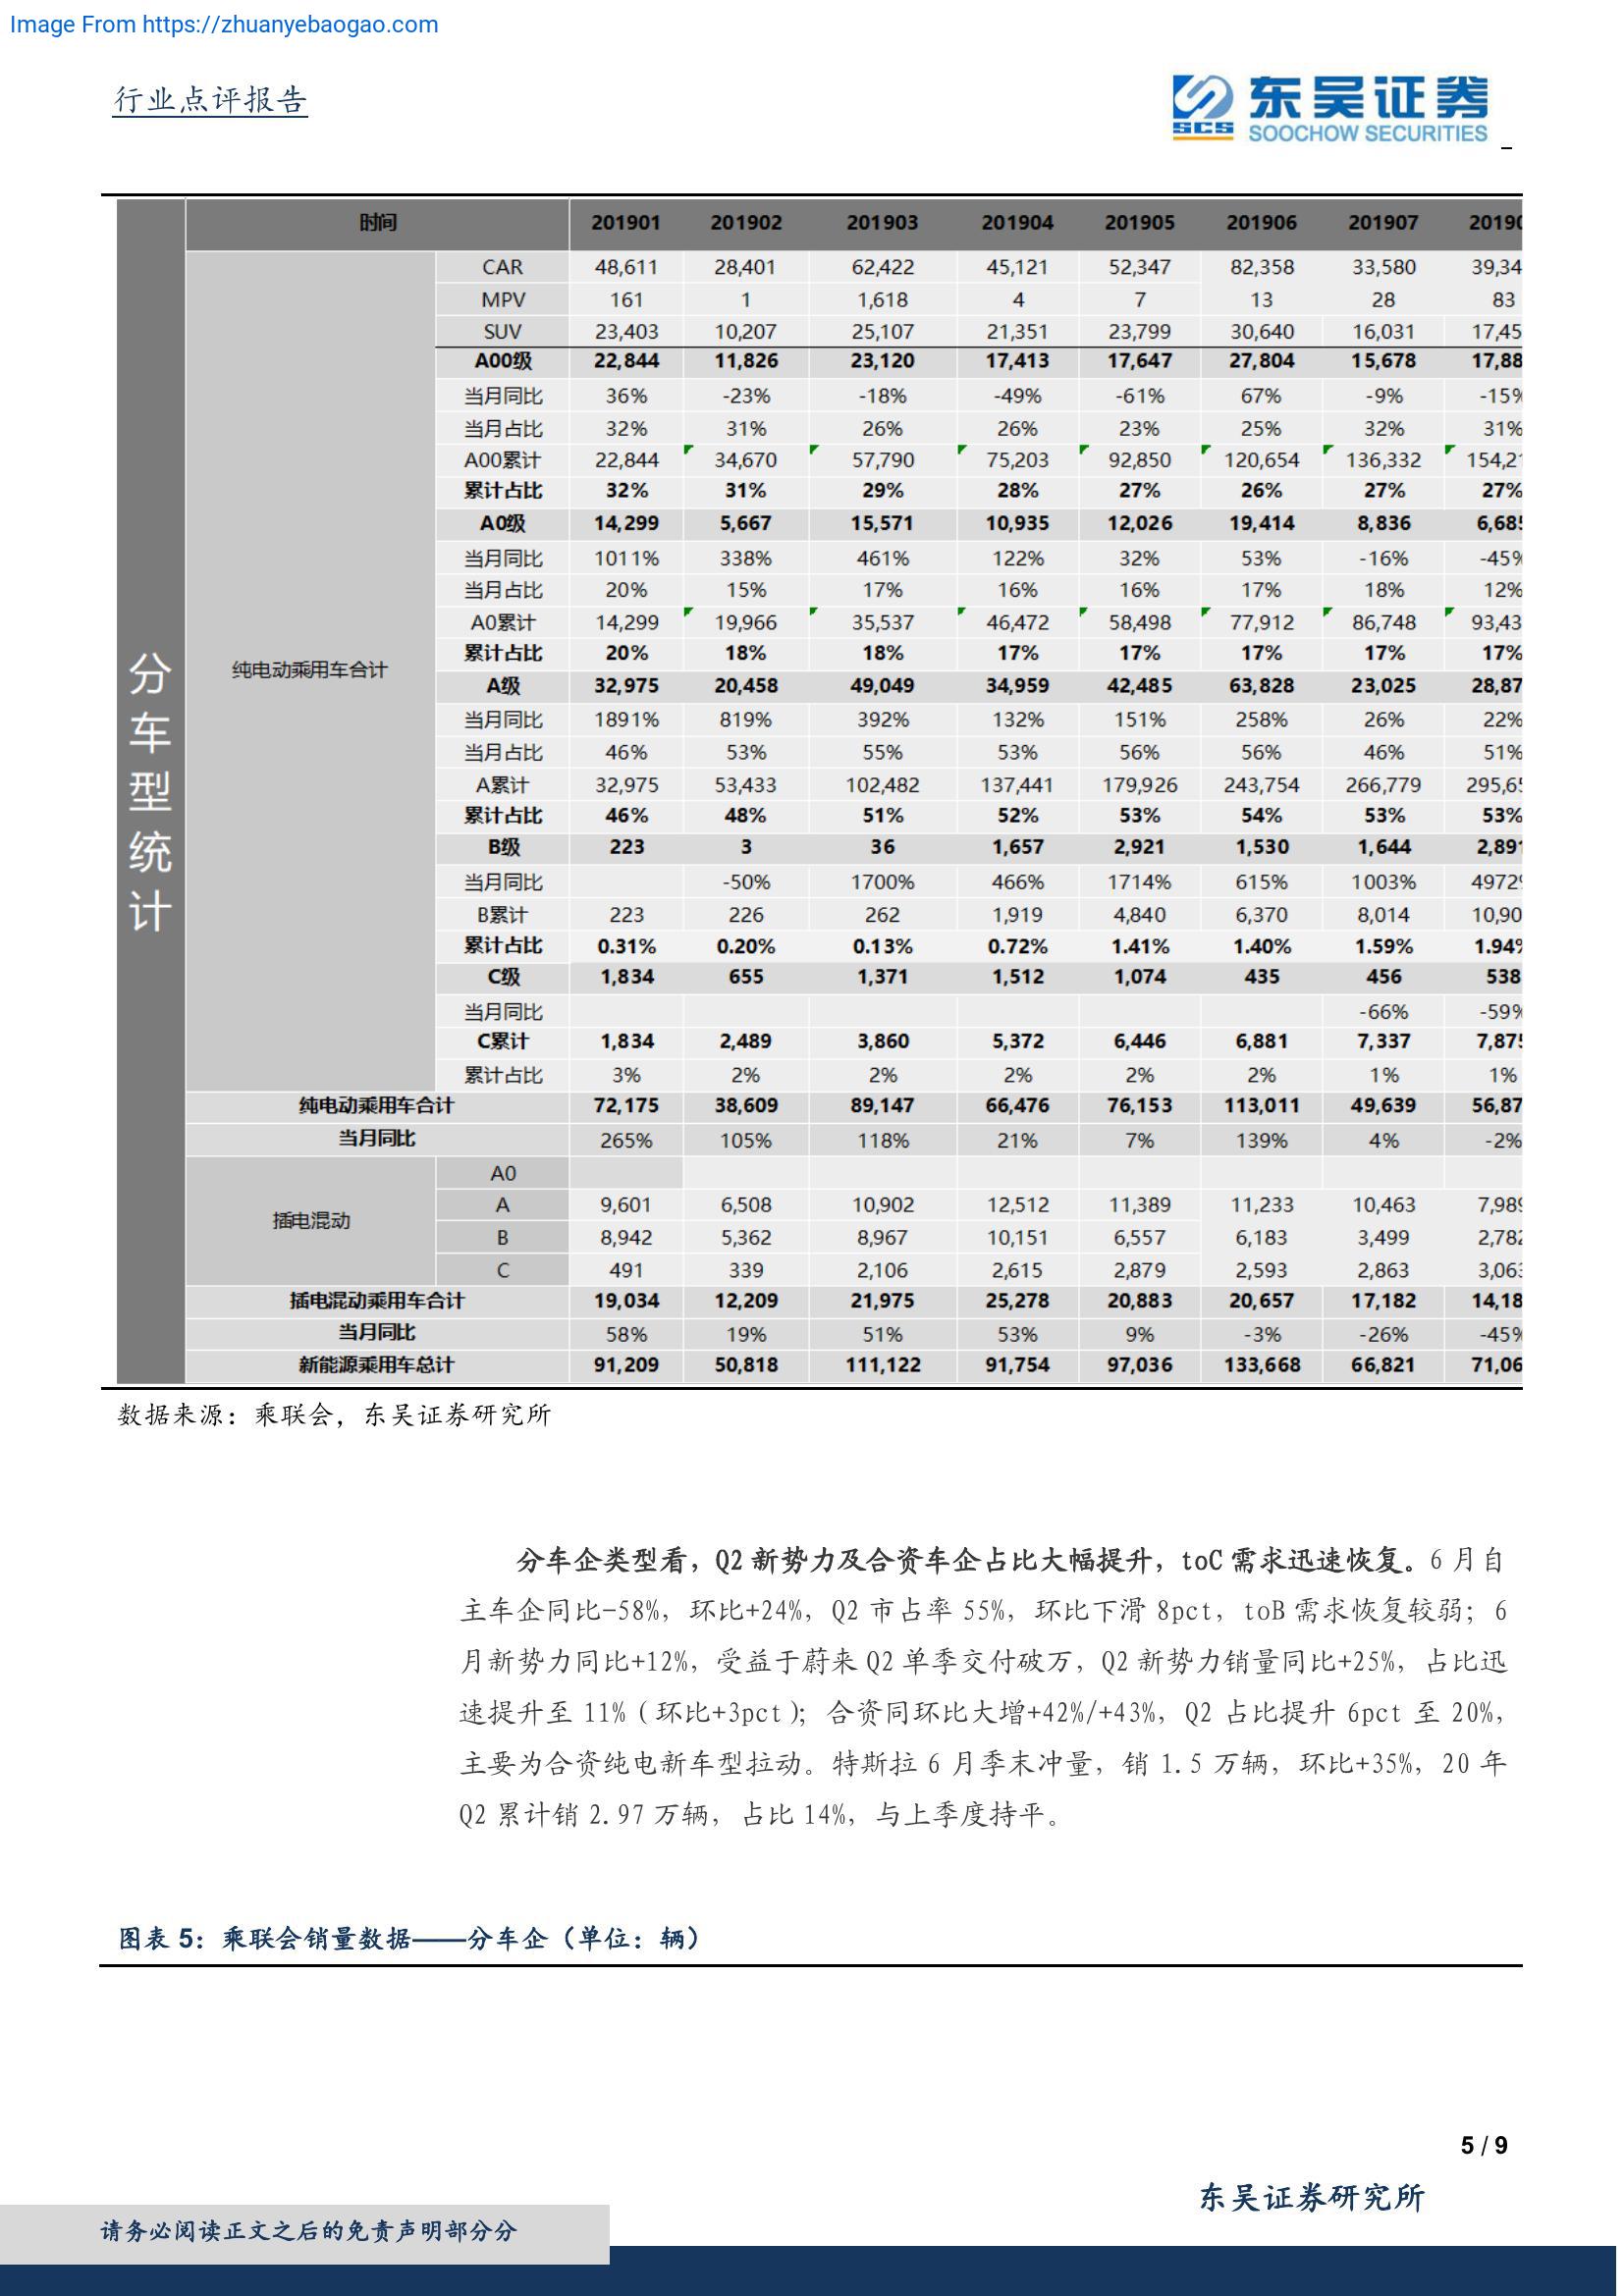 Image From https://zhuanyebaogao.com
行业点评报告
东吴证券
SCS SOOCHOW SECURITIES
分车型统计
时间 201901 201902 201903 201904 201905 201906 201907 20190
纯电动乘用车合计
CAR 48,611 28,401 62,422 45,121 52,347 82,358 33,580 39,34
MPV 161 1 1,618 4 7 13 28 83
SUV 23,403 10,207 25,107 21,351 23,799 30,640 16,031 17,45
A00级 22,844 11,826 23,120 17,413 17,647 27,804 15,678 17,88
当月同比 36% -23% -18% -49% -61% 67% -9% -15%
当月占比 32% 31% 26% 26% 23% 25% 32% 31%
A00累计 22,844 34,670 57,790 75,203 92,850 120,654 136,332 154,21
累计占比 32% 31% 29% 28% 27% 26% 27% 27%
A0级 14,299 5,667 15,571 10,935 12,026 19,414 8,836 6,685
当月同比 1011% 338% 461% 122% 32% 53% -16% -45%
当月占比 20% 15% 17% 16% 16% 17% 18% 12%
A0累计 14,299 19,966 35,537 46,472 58,498 77,912 86,748 93,43
累计占比 20% 18% 18% 17% 17% 17% 17% 17%
A级 32,975 20,458 49,049 34,959 42,485 63,828 23,025 28,87
当月同比 1891% 819% 392% 132% 151% 258% 26% 22%
当月占比 46% 53% 55% 53% 56% 56% 46% 51%
A累计 32,975 53,433 102,482 137,441 179,926 243,754 266,779 295,65
累计占比 46% 48% 51% 52% 53% 54% 53% 53%
B级 223 3 36 1,657 2,921 1,530 1,644 2,891
当月同比 -50% 1700% 466% 1714% 615% 1003% 4972%
B累计 223 226 262 1,919 4,840 6,370 8,014 10,90
累计占比 0.31% 0.20% 0.13% 0.72% 1.41% 1.40% 1.59% 1.94%
C级 1,834 655 1,371 1,512 1,074 435 456 538
当月同比 -66% -59%
C累计 1,834 2,489 3,860 5,372 6,446 6,881 7,337 7,875
累计占比 3% 2% 2% 2% 2% 2% 1% 1%
纯电动乘用车合计 72,175 38,609 89,147 66,476 76,153 113,011 49,639 56,87
当月同比 265% 105% 118% 21% 7% 139% 4% -2%
插电混动
A0
A 9,601 6,508 10,902 12,512 11,389 11,233 10,463 7,989
B 8,942 5,362 8,967 10,151 6,557 6,183 3,499 2,782
C 491 339 2,106 2,615 2,879 2,593 2,863 3,063
插电混动乘用车合计 19,034 12,209 21,975 25,278 20,883 20,657 17,182 14,18
当月同比 58% 19% 51% 53% 9% -3% -26% -45%
新能源乘用车总计 91,209 50,818 111,122 91,754 97,036 133,668 66,821 71,06
数据来源：乘联会，东吴证券研究所
分车企类型看，Q2 新势力及合资车企占比大幅提升，toC 需求迅速恢复。6 月自
主车企同比-58%，环比+24%，Q2 市占率 55%，环比下滑 8pct，toB 需求恢复较弱；6
月新势力同比+12%，受益于蔚来 Q2 单季交付破万，Q2 新势力销量同比+25%，占比迅
速提升至 11%（环比+3pct）；合资同环比大增+42%/+43%，Q2 占比提升 6pct 至 20%，
主要为合资纯电新车型拉动。特斯拉 6 月季末冲量，销 1.5 万辆，环比+35%，20 年
Q2 累计销 2.97 万辆，占比 14%，与上季度持平。
图表 5：乘联会销量数据——分车企（单位：辆）
5 / 9
东吴证券研究所
请务必阅读正文之后的免责声明部分分